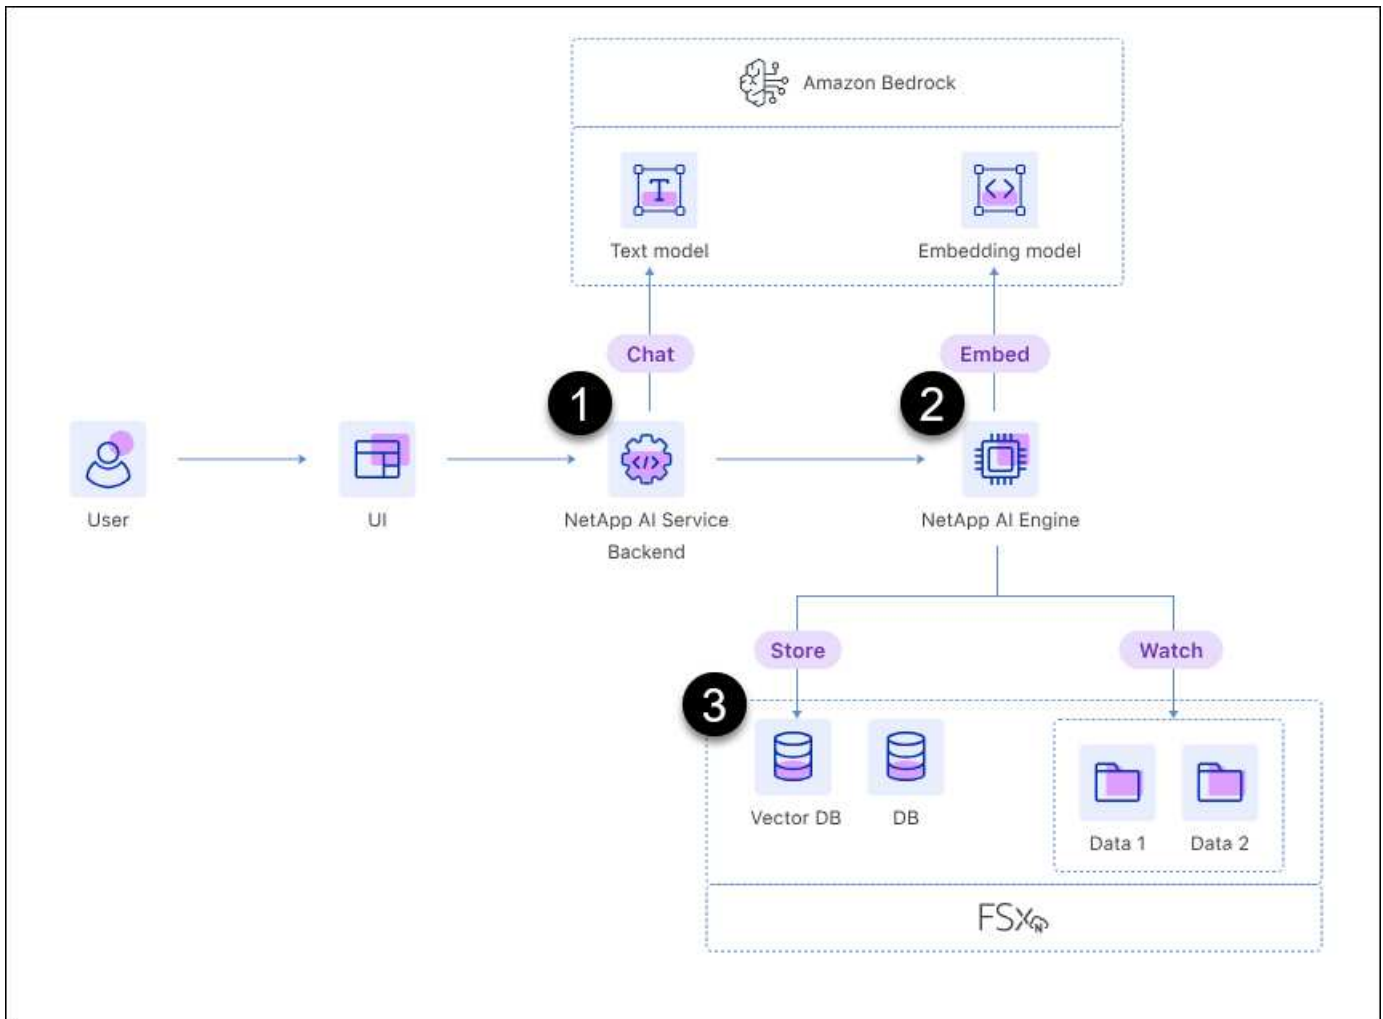 Amazon Bedrock
T
Text model
Embedding model
Chat
Embed
1
2
User
UI
NetApp AI Service
Backend
NetApp AI Engine
Store
Watch
3
Vector DB
DB
Data 1
Data 2
FSxN